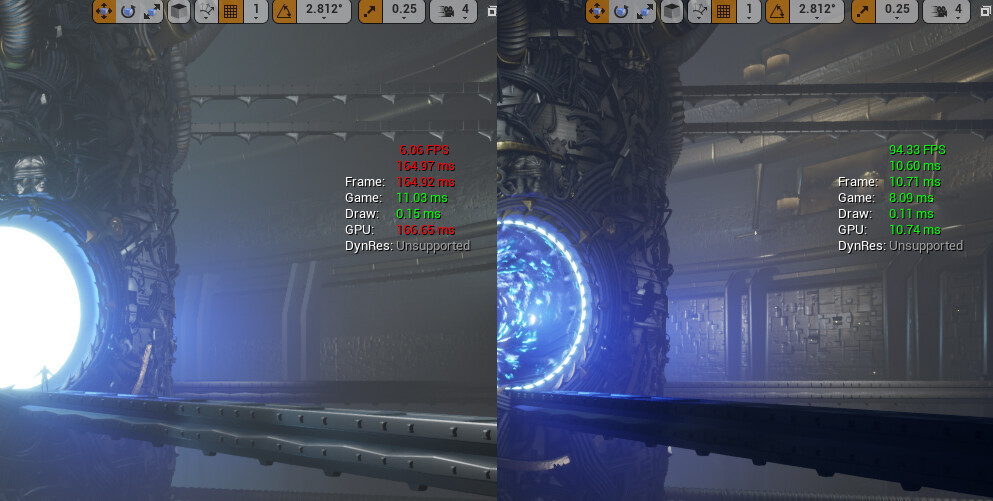 1 2.812° 0.25 4
6.06 FPS
164.97 ms
Frame: 164.92 ms
Game: 11.03 ms
Draw: 0.15 ms
GPU: 166.66 ms
DynRes: Unsupported
1 2.812° 0.25 4
94.33 FPS
10.60 ms
Frame: 10.71 ms
Game: 8.09 ms
Draw: 0.11 ms
GPU: 10.74 ms
DynRes: Unsupported